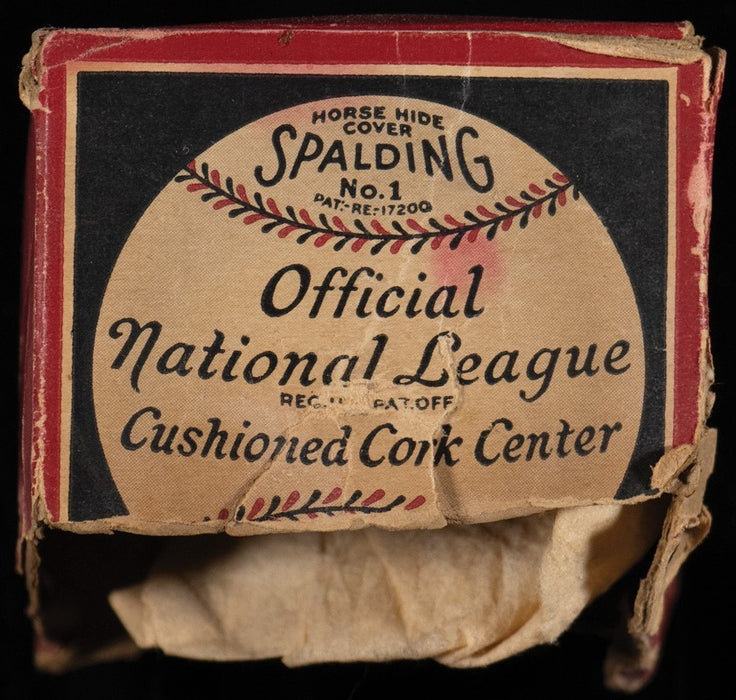 HORSE HIDE
COVER
SPALDING
No. 1
PAT.-RE.-17200
Official
National League
REG. PAT. OFF
Cushioned Cork Center